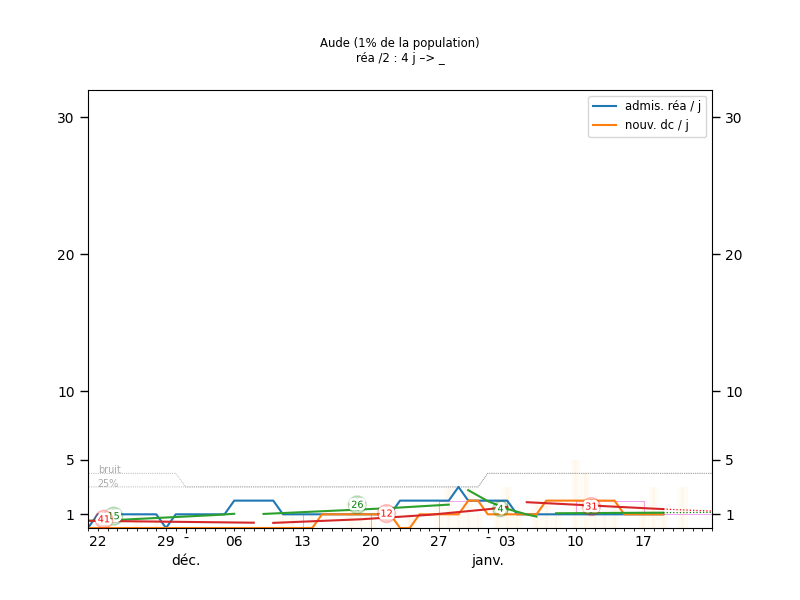 Aude (1% de la population)
réa /2 : 4 j –> _
admis. réa / j
nouv. dc / j
30 30
20 20
10 10
5 5
1 1
bruit
25%
41 26 12 4 31
22 29 - 06 13 20 27 - 03 10 17
déc. janv.